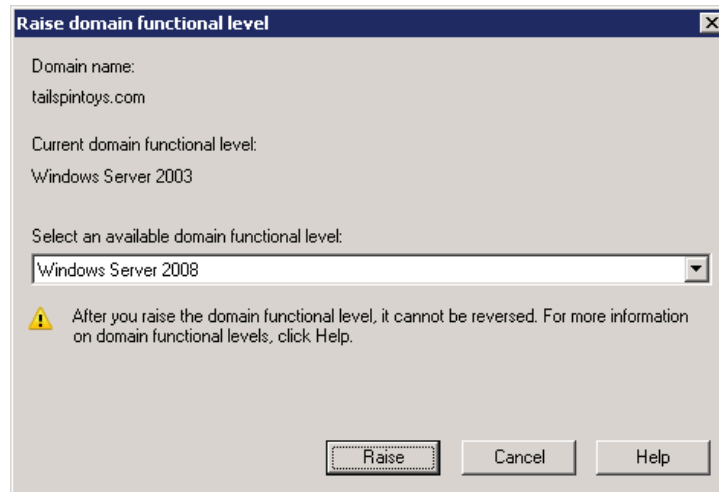 Raise domain functional level
Domain name:
tailspintoys.com
Current domain functional level:
Windows Server 2003
Select an available domain functional level:
Windows Server 2008
After you raise the domain functional level, it cannot be reversed. For more information
on domain functional levels, click Help.
Raise Cancel Help